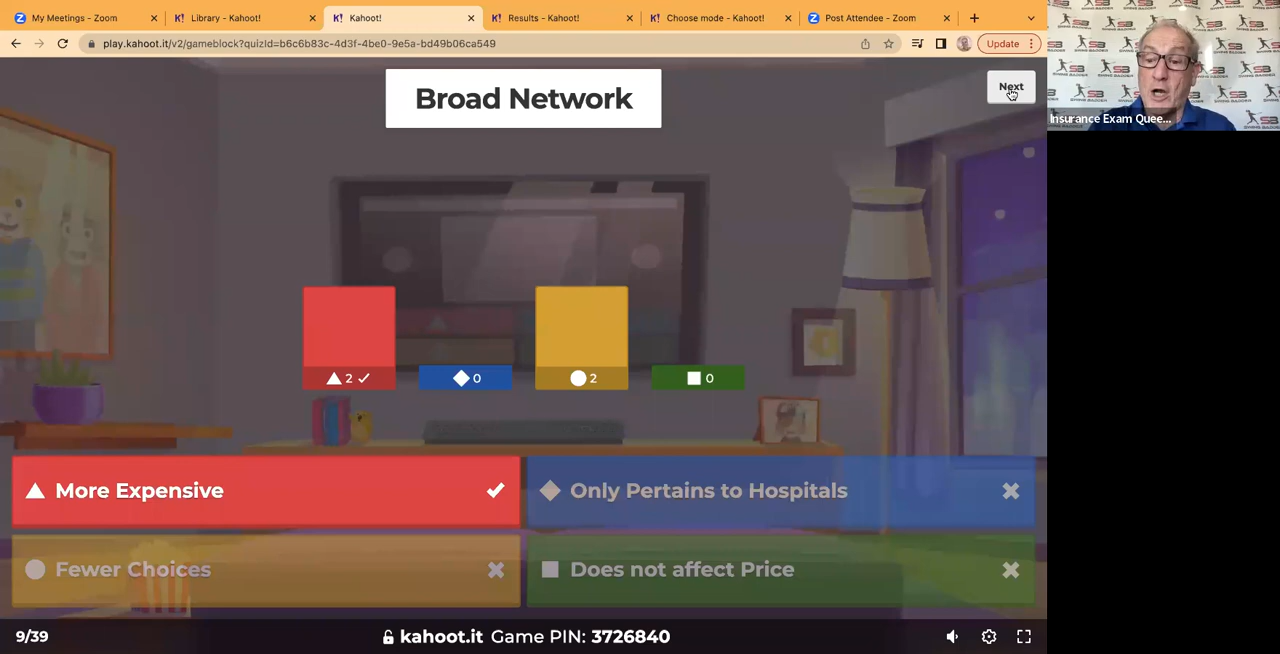 My Meetings - Zoom
Library - Kahoot!
Kahoot!
Results - Kahoot!
Choose mode - Kahoot!
Post Attendee - Zoom
play.kahoot.it/v2/gameblock?quizId=b6c6b83c-4d3f-4be0-9e5a-bd49b06ca549
Update
Broad Network
Next
Insurance Exam Quee...
2
0
2
0
More Expensive
Only Pertains to Hospitals
Fewer Choices
Does not affect Price
9/39
kahoot.it Game PIN: 3726840